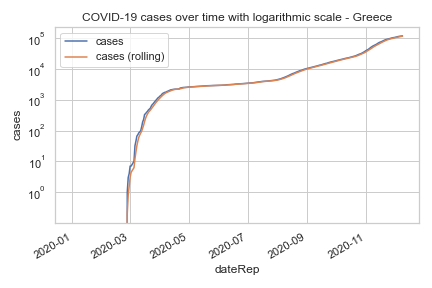 COVID-19 cases over time with logarithmic scale - Greece
cases
cases (rolling)
10^5
10^4
10^3
10^2
10^1
10^0
cases
2020-01
2020-03
2020-05
2020-07
2020-09
2020-11
dateRep